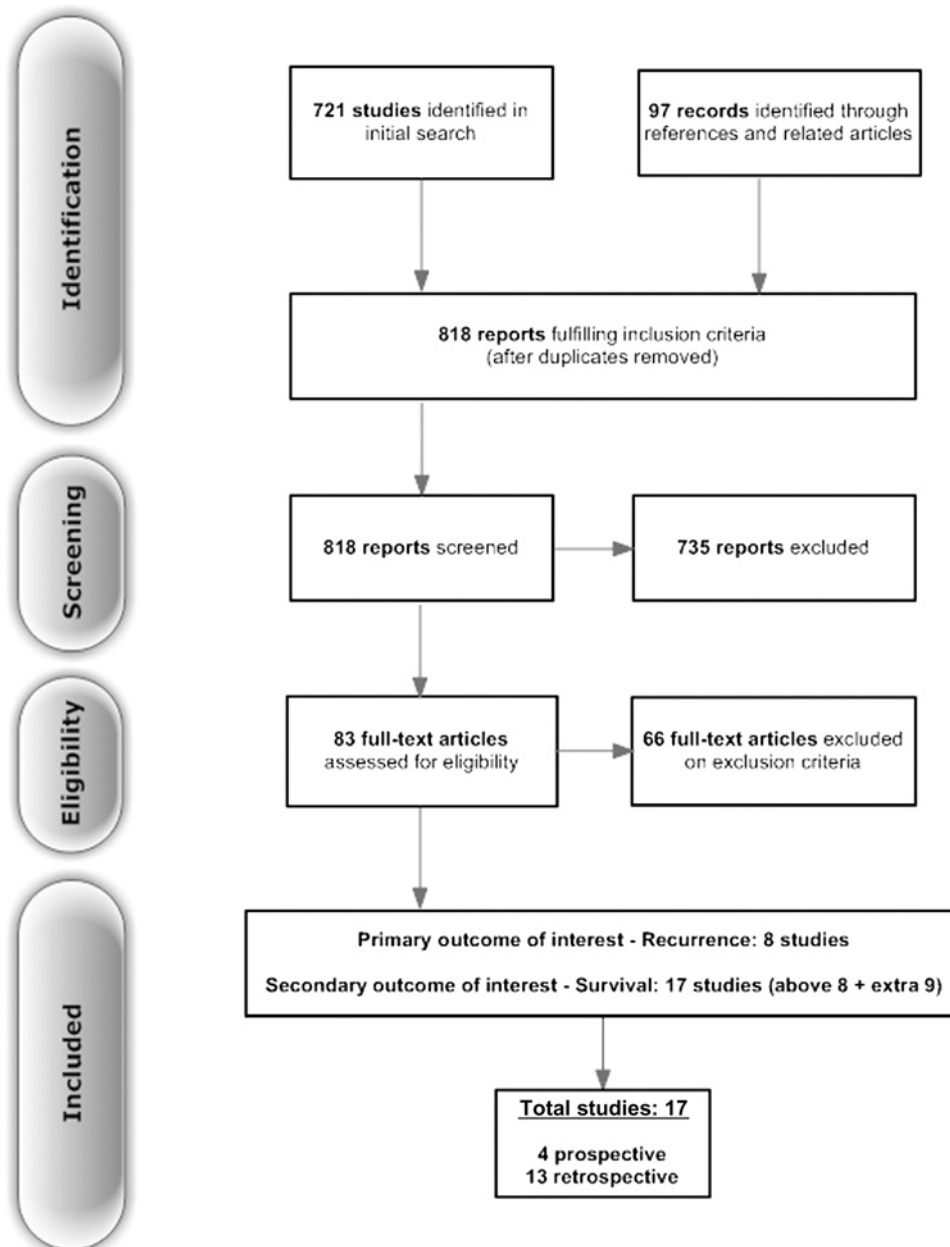 Identification
721 studies identified in
initial search
97 records identified through
references and related articles
818 reports fulfilling inclusion criteria
(after duplicates removed)
Screening
818 reports screened
735 reports excluded
Eligibility
83 full-text articles
assessed for eligibility
66 full-text articles excluded
on exclusion criteria
Included
Primary outcome of interest - Recurrence: 8 studies
Secondary outcome of interest - Survival: 17 studies (above 8 + extra 9)
Total studies: 17
4 prospective
13 retrospective